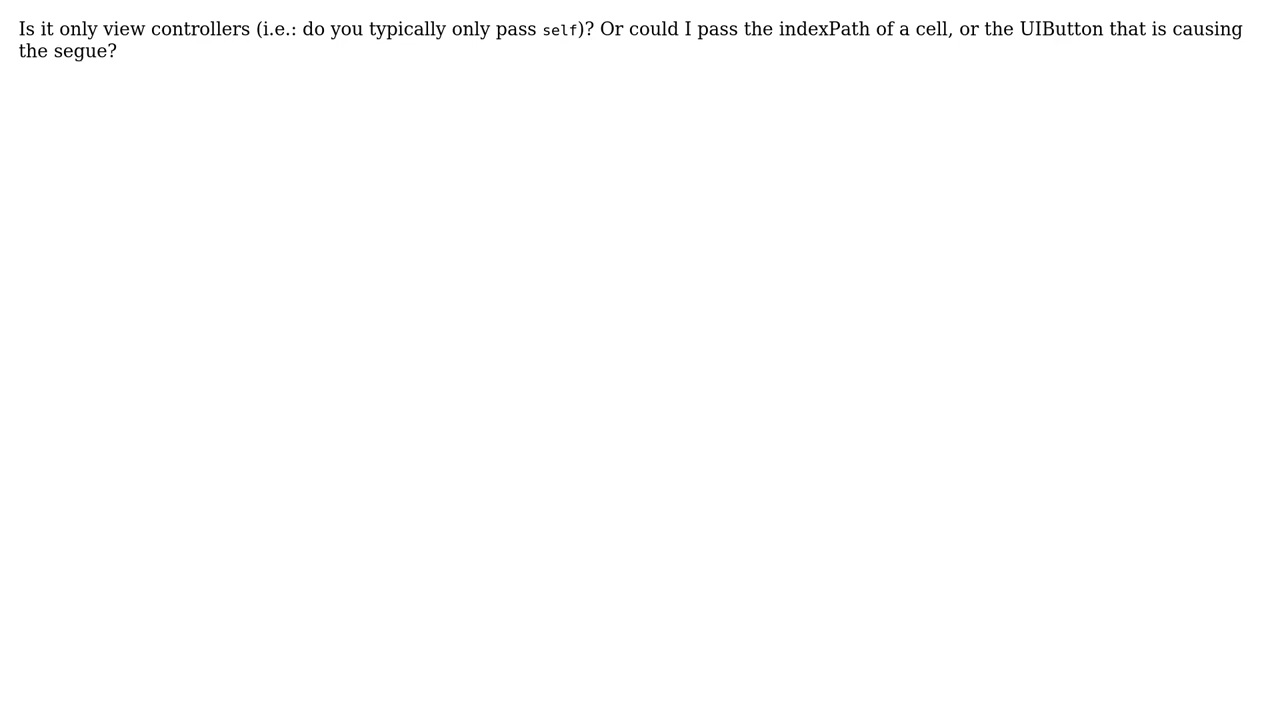 Is it only view controllers (i.e.: do you typically only pass self)? Or could I pass the indexPath of a cell, or the UIButton that is causing
the segue?